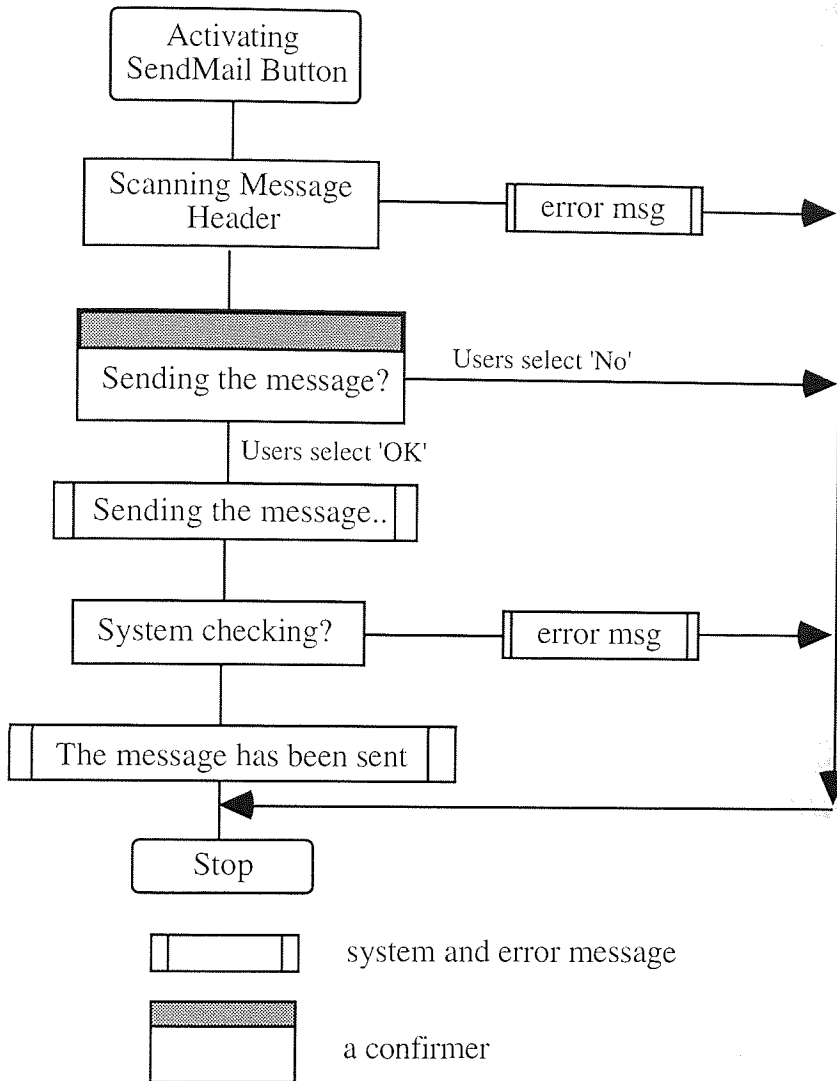 Activating
SendMail Button
Scanning Message
Header
error msg
Sending the message?
Users select 'No'
Users select 'OK'
Sending the message..
System checking?
error msg
The message has been sent
Stop
system and error message
a confirmer